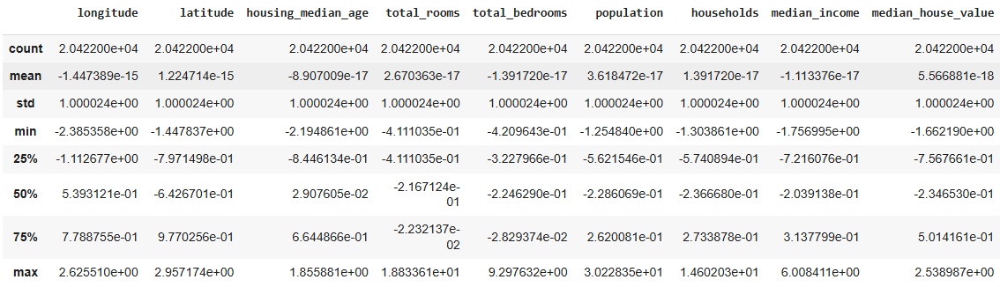 longitude latitude housing_median_age total_rooms total_bedrooms population households median_income median_house_value
count 2.042200e+04 2.042200e+04 2.042200e+04 2.042200e+04 2.042200e+04 2.042200e+04 2.042200e+04 2.042200e+04 2.042200e+04
mean -1.447389e-15 1.224714e-15 -8.907009e-17 2.670363e-17 -1.391720e-17 3.618472e-17 1.391720e-17 -1.113376e-17 5.566881e-18
std 1.000024e+00 1.000024e+00 1.000024e+00 1.000024e+00 1.000024e+00 1.000024e+00 1.000024e+00 1.000024e+00 1.000024e+00
min -2.385358e+00 -1.447837e+00 -2.194861e+00 -4.111035e-01 -4.209643e-01 -1.254840e+00 -1.303861e+00 -1.756995e+00 -1.662190e+00
25% -1.112677e+00 -7.971498e-01 -8.446134e-01 -4.111035e-01 -3.227966e-01 -5.621546e-01 -5.740894e-01 -7.216076e-01 -7.567661e-01
50% 5.393121e-01 -6.426701e-01 2.907605e-02 -2.167124e-
01 -2.246290e-01 -2.286069e-01 -2.366680e-01 -2.039138e-01 -2.346530e-01
75% 7.788755e-01 9.770256e-01 6.644866e-01 -2.232137e-
02 -2.829374e-02 2.620081e-01 2.733878e-01 3.137799e-01 5.014161e-01
max 2.625510e+00 2.957174e+00 1.855881e+00 1.883361e+01 9.297632e+00 3.022835e+01 1.460203e+01 6.008411e+00 2.538987e+00